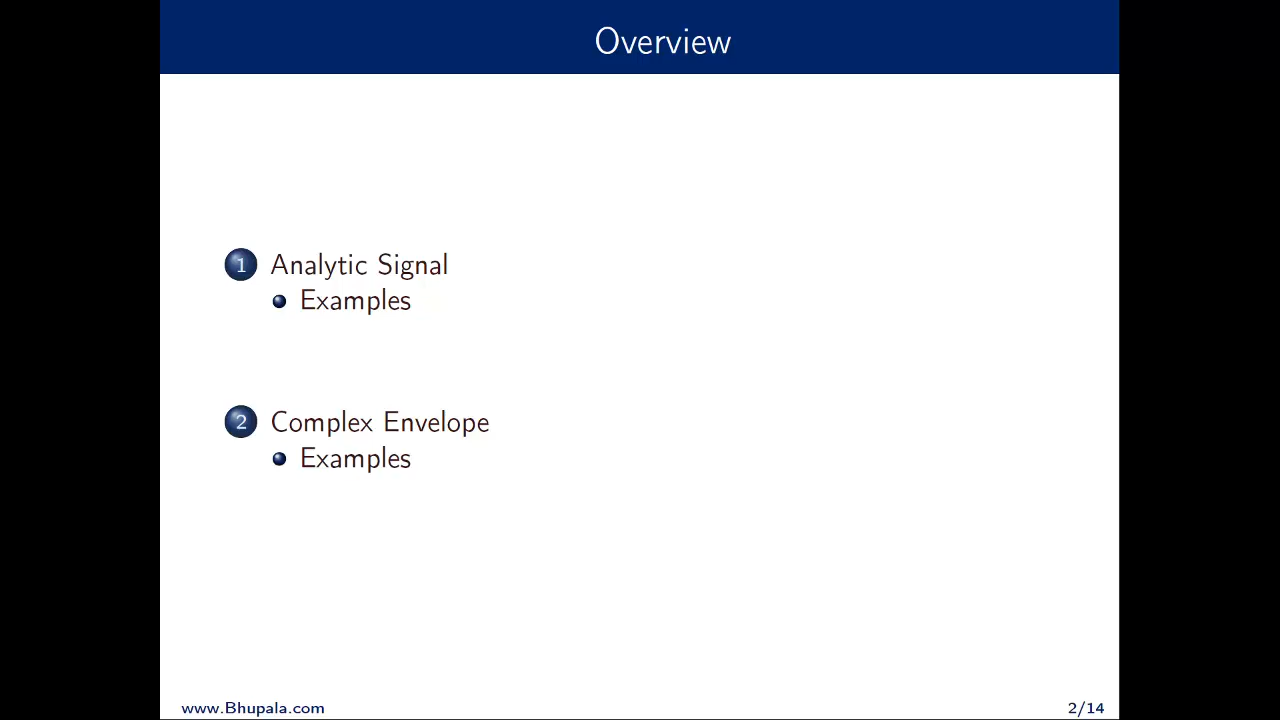 Overview
1 Analytic Signal
Examples
2 Complex Envelope
Examples
www.Bhupala.com
2/14